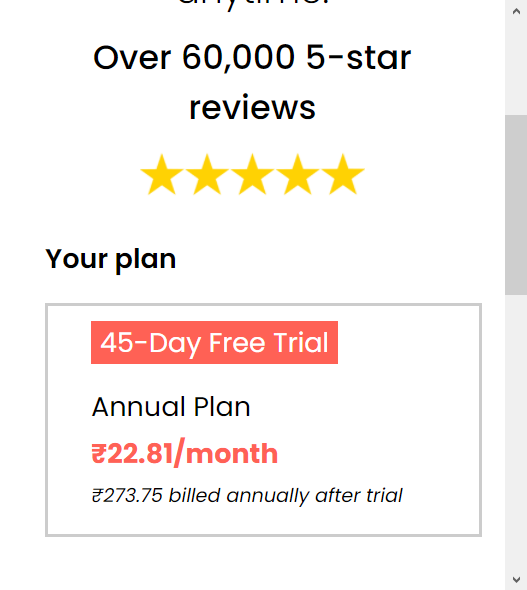 anytime.
Over 60,000 5-star
reviews
Your plan
45-Day Free Trial
Annual Plan
₹22.81/month
₹273.75 billed annually after trial